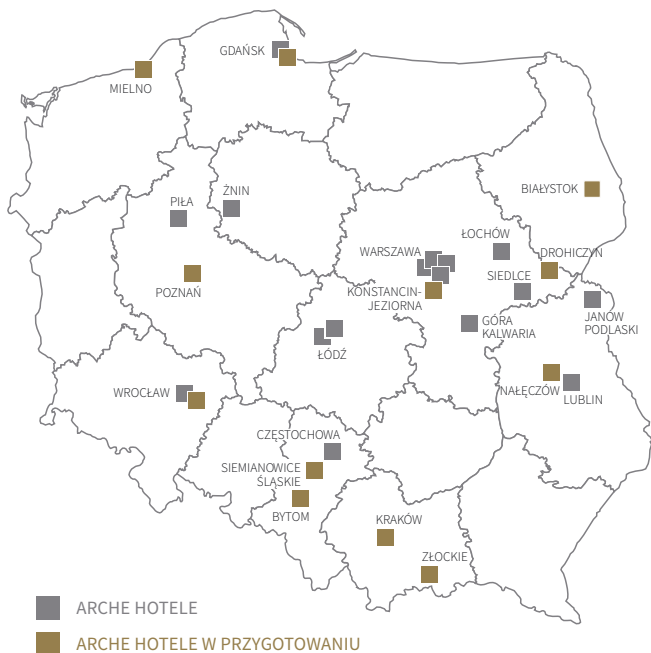 GDAŃSK
MIELNO
ŻNIN
PIŁA
BIAŁYSTOK
ŁOCHÓW
WARSZAWA
DROHICZYN
SIEDLCE
POZNAŃ
KONSTANCIN-
JEZIORNA
JANÓW
PODLASKI
GÓRA
KALWARIA
ŁÓDŹ
WROCŁAW
NAŁĘCZÓW
LUBLIN
CZĘSTOCHOWA
SIEMIANOWICE
ŚLĄSKIE
BYTOM
KRAKÓW
ZŁOCKIE
ARCHE HOTELE
ARCHE HOTELE W PRZYGOTOWANIU